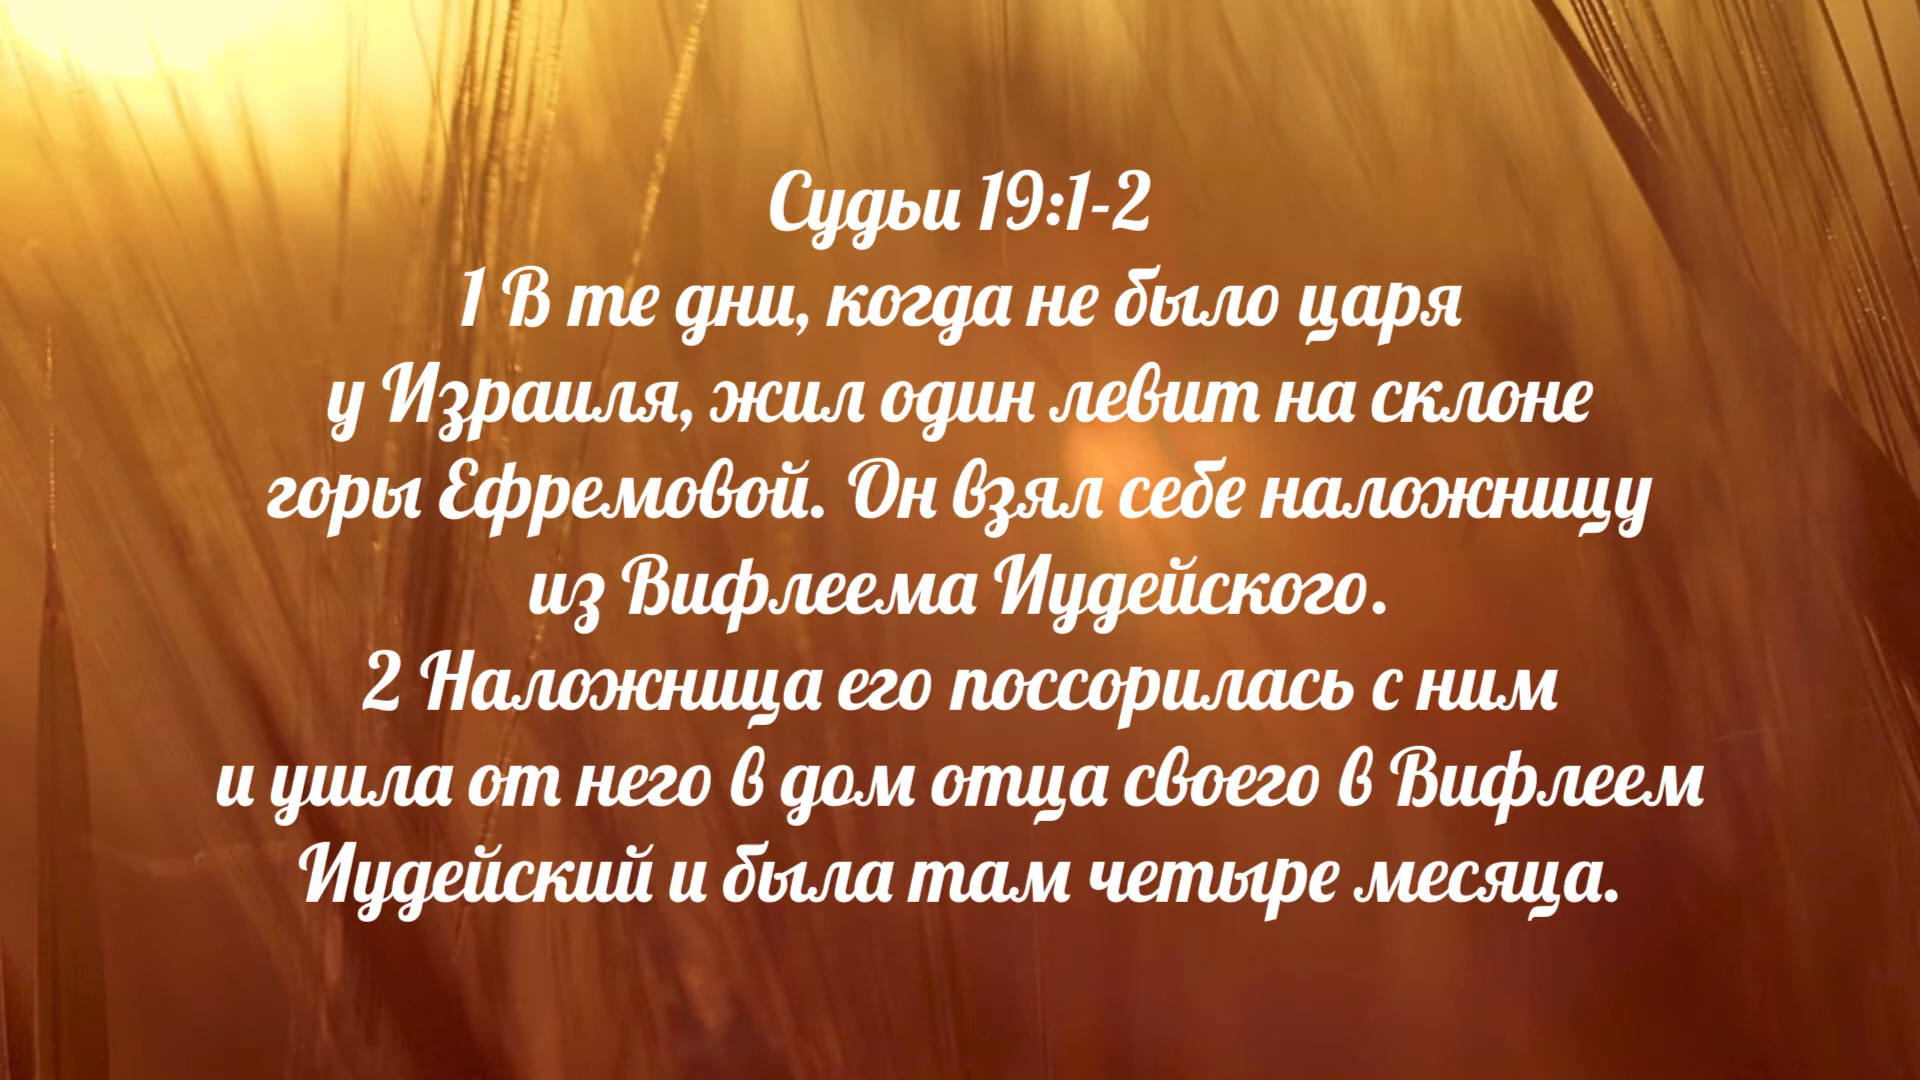 Судьи 19:1-2
1 В те дни, когда не было царя
у Израиля, жил один левит на склоне
горы Ефремовой. Он взял себе наложницу
из Вифлеема Иудейского.
2 Наложница его поссорилась с ним
и ушла от него в дом отца своего в Вифлеем
Иудейский и была там четыре месяца.